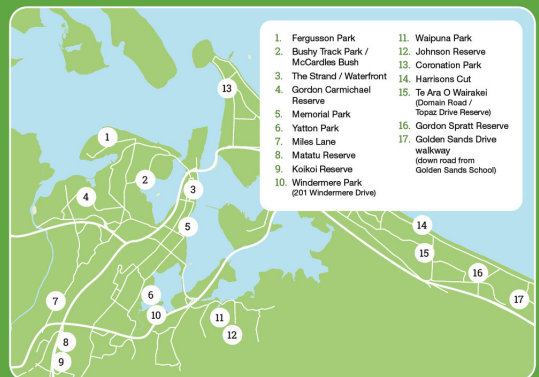 1. Fergusson Park
2. Bushy Track Park /
McCardles Bush
3. The Strand / Waterfront
4. Gordon Carmichael
Reserve
5. Memorial Park
6. Yatton Park
7. Miles Lane
8. Matatu Reserve
9. Koikoi Reserve
10. Windermere Park
(201 Windermere Drive)
11. Waipuna Park
12. Johnson Reserve
13. Coronation Park
14. Harrisons Cut
15. Te Ara O Wairakei
(Domain Road /
Topaz Drive Reserve)
16. Gordon Spratt Reserve
17. Golden Sands Drive
walkway
(down road from
Golden Sands School)
13
1
2
3
4
5
14
15
16
17
6
7
10
11
12
8
9